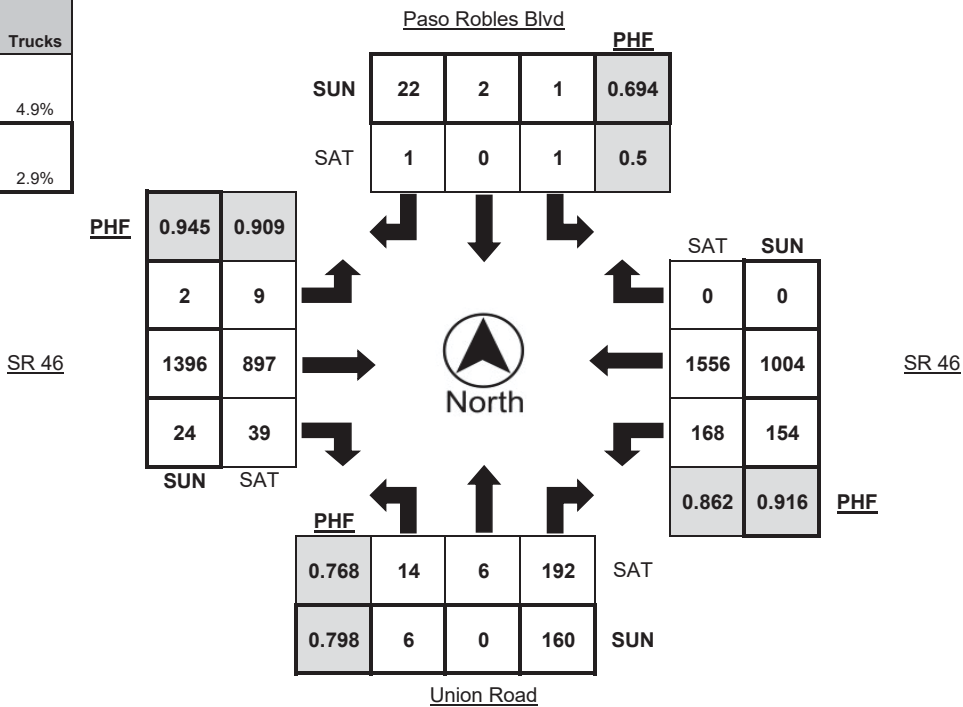 Trucks
4.9%
2.9%
Paso Robles Blvd
PHF
SUN 22 2 1 0.694
SAT 1 0 1 0.5
PHF 0.945 0.909
2 9
SR 46 1396 897
24 39
SUN SAT
North
SAT SUN
0 0
1556 1004 SR 46
168 154
0.862 0.916 PHF
PHF
0.768 14 6 192 SAT
0.798 6 0 160 SUN
Union Road